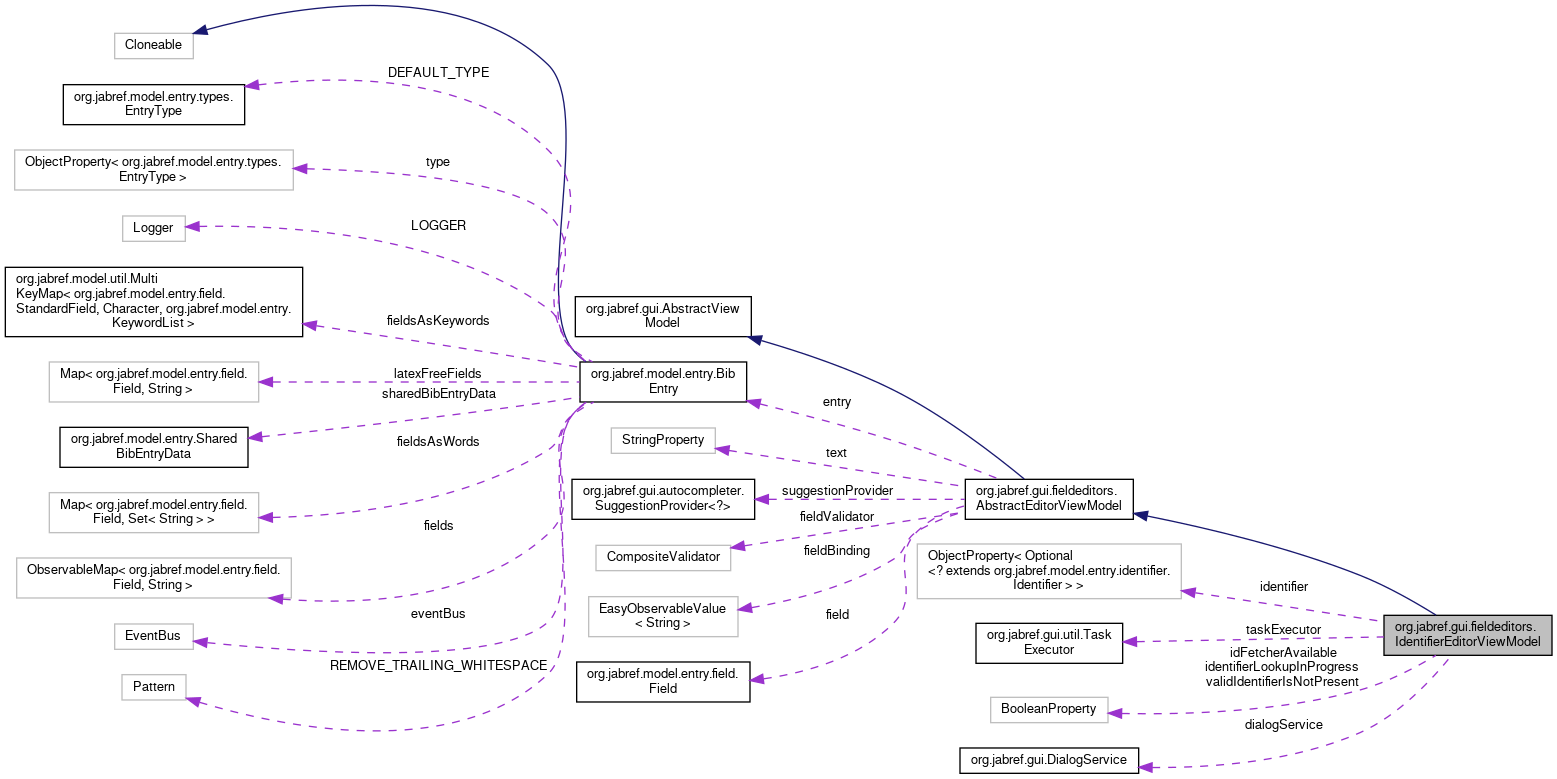 Cloneable
DEFAULT_TYPE
org.jabref.model.entry.types.
EntryType
ObjectProperty< org.jabref.model.entry.types.
EntryType >
type
Logger
LOGGER
org.jabref.model.util.Multi
KeyMap< org.jabref.model.entry.field.
StandardField, Character, org.jabref.model.entry.
KeywordList >
fieldsAsKeywords
Map< org.jabref.model.entry.field.
Field, String >
latexFreeFields
sharedBibEntryData
org.jabref.model.entry.Shared
BibEntryData
fieldsAsWords
Map< org.jabref.model.entry.field.
Field, Set< String > >
fields
ObservableMap< org.jabref.model.entry.field.
Field, String >
eventBus
EventBus
REMOVE_TRAILING_WHITESPACE
Pattern
org.jabref.gui.AbstractView
Model
org.jabref.model.entry.Bib
Entry
entry
StringProperty
text
org.jabref.gui.autocompleter.
SuggestionProvider<?>
suggestionProvider
fieldValidator
CompositeValidator
fieldBinding
EasyObservableValue
< String >
field
org.jabref.model.entry.field.
Field
org.jabref.gui.fieldeditors.
AbstractEditorViewModel
ObjectProperty< Optional
<? extends org.jabref.model.entry.identifier.
Identifier > >
identifier
org.jabref.gui.util.Task
Executor
taskExecutor
idFetcherAvailable
identifierLookupInProgress
validIdentifierIsNotPresent
BooleanProperty
dialogService
org.jabref.gui.DialogService
org.jabref.gui.fieldeditors.
IdentifierEditorViewModel